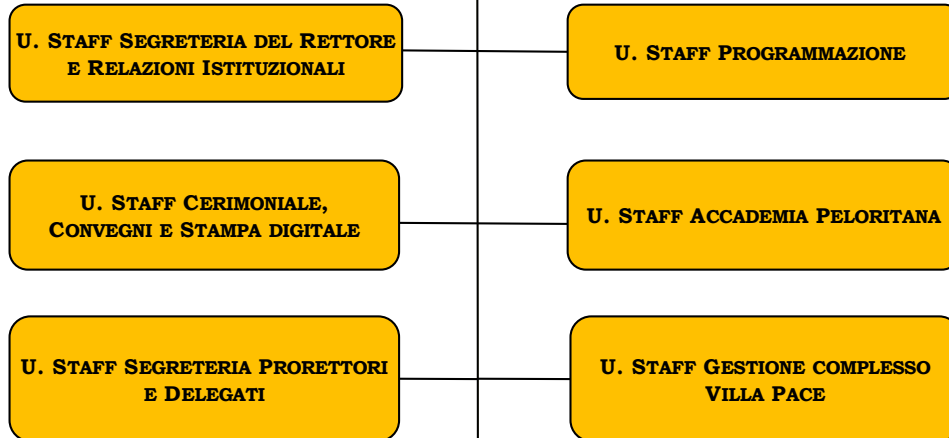 U. STAFF SEGRETERIA DEL RETTORE
E RELAZIONI ISTITUZIONALI
U. STAFF PROGRAMMAZIONE
U. STAFF CERIMONIALE,
CONVEGNI E STAMPA DIGITALE
U. STAFF ACCADEMIA PELORITANA
U. STAFF SEGRETERIA PRORETTORI
E DELEGATI
U. STAFF GESTIONE COMPLESSO
VILLA PACE